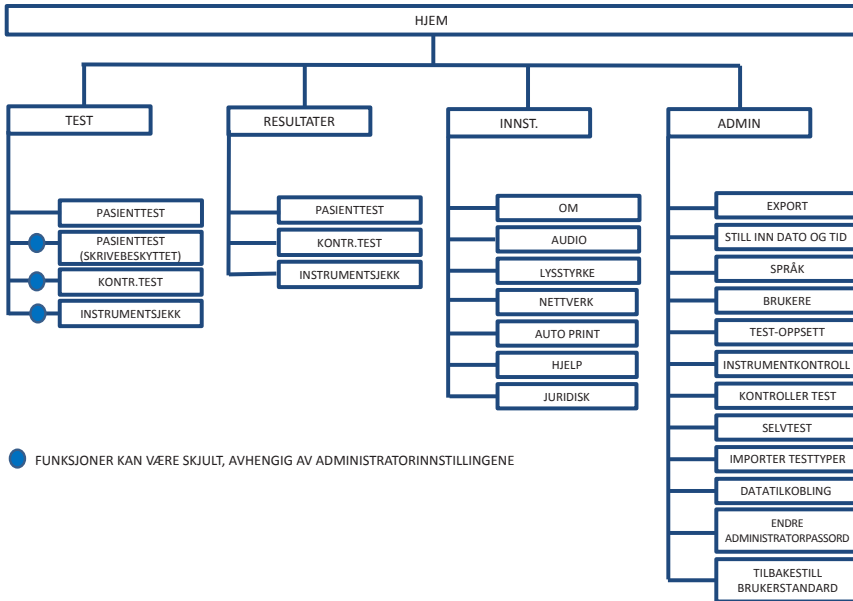 HJEM
TEST
PASIENTTEST
PASIENTTEST
(SKRIVEBESKYTTET)
KONTR.TEST
INSTRUMENTSJEKK
RESULTATER
PASIENTTEST
KONTR.TEST
INSTRUMENTSJEKK
INNST.
OM
AUDIO
LYSSTYRKE
NETTVERK
AUTO PRINT
HJELP
JURIDISK
ADMIN
EXPORT
STILL INN DATO OG TID
SPRÅK
BRUKERE
TEST-OPPSETT
INSTRUMENTKONTROLL
KONTROLLER TEST
SELVTEST
IMPORTER TESTTYPER
DATATILKOBLING
ENDRE
ADMINISTRATORPASSORD
TILBAKESTILL
BRUKERSTANDARD
FUNKSJONER KAN VÆRE SKJULT, AVHENGIG AV ADMINISTRATORINNSTILLINGENE